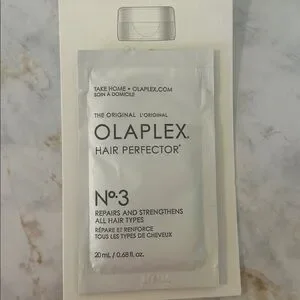 TAKE HOME • OLAPLEX.COM
SOIN À DOMICILE
THE ORIGINAL L'ORIGINAL
OLAPLEX.
HAIR PERFECTOR
Nº.3
REPAIRS AND STRENGTHENS
ALL HAIR TYPES
RÉPARE ET RENFORCE
TOUS LES TYPES DE CHEVEUX
20 mL / 0.68 fl. oz.